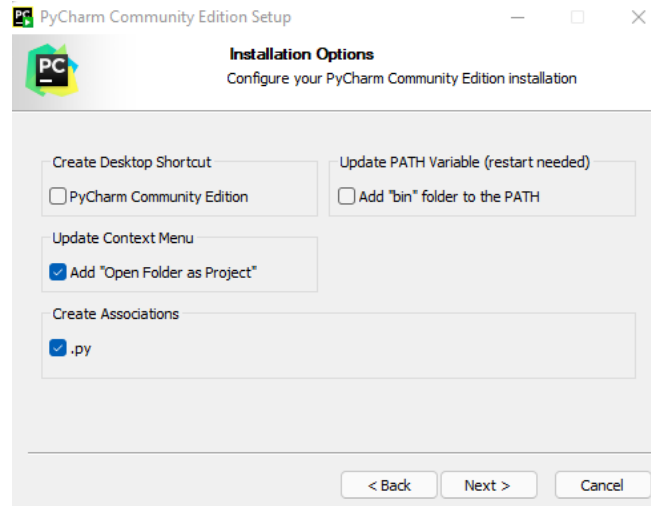 PyCharm Community Edition Setup
PC
Installation Options
Configure your PyCharm Community Edition installation
Create Desktop Shortcut
PyCharm Community Edition
Update PATH Variable (restart needed)
Add "bin" folder to the PATH
Update Context Menu
Add "Open Folder as Project"
Create Associations
.py
< Back
Next >
Cancel